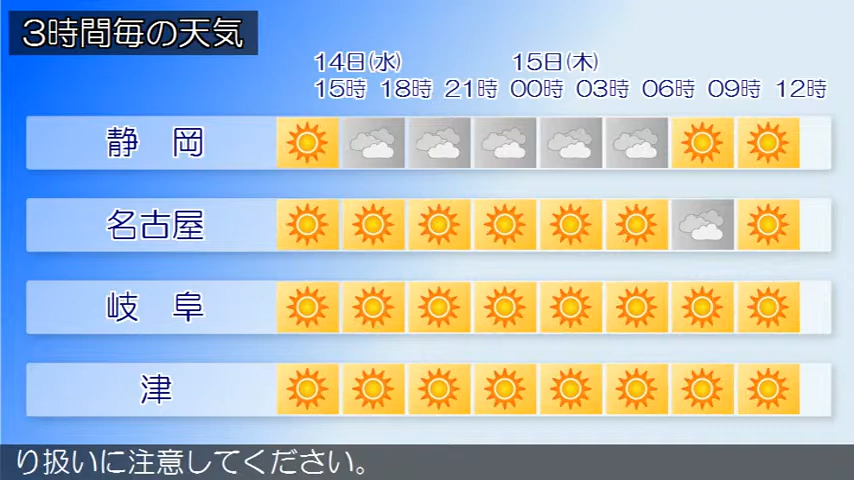 3時間毎の天気
14日(水) 15日(木)
15時 18時 21時 00時 03時 06時 09時 12時
静 岡
名古屋
岐 阜
津
り扱いに注意してください。